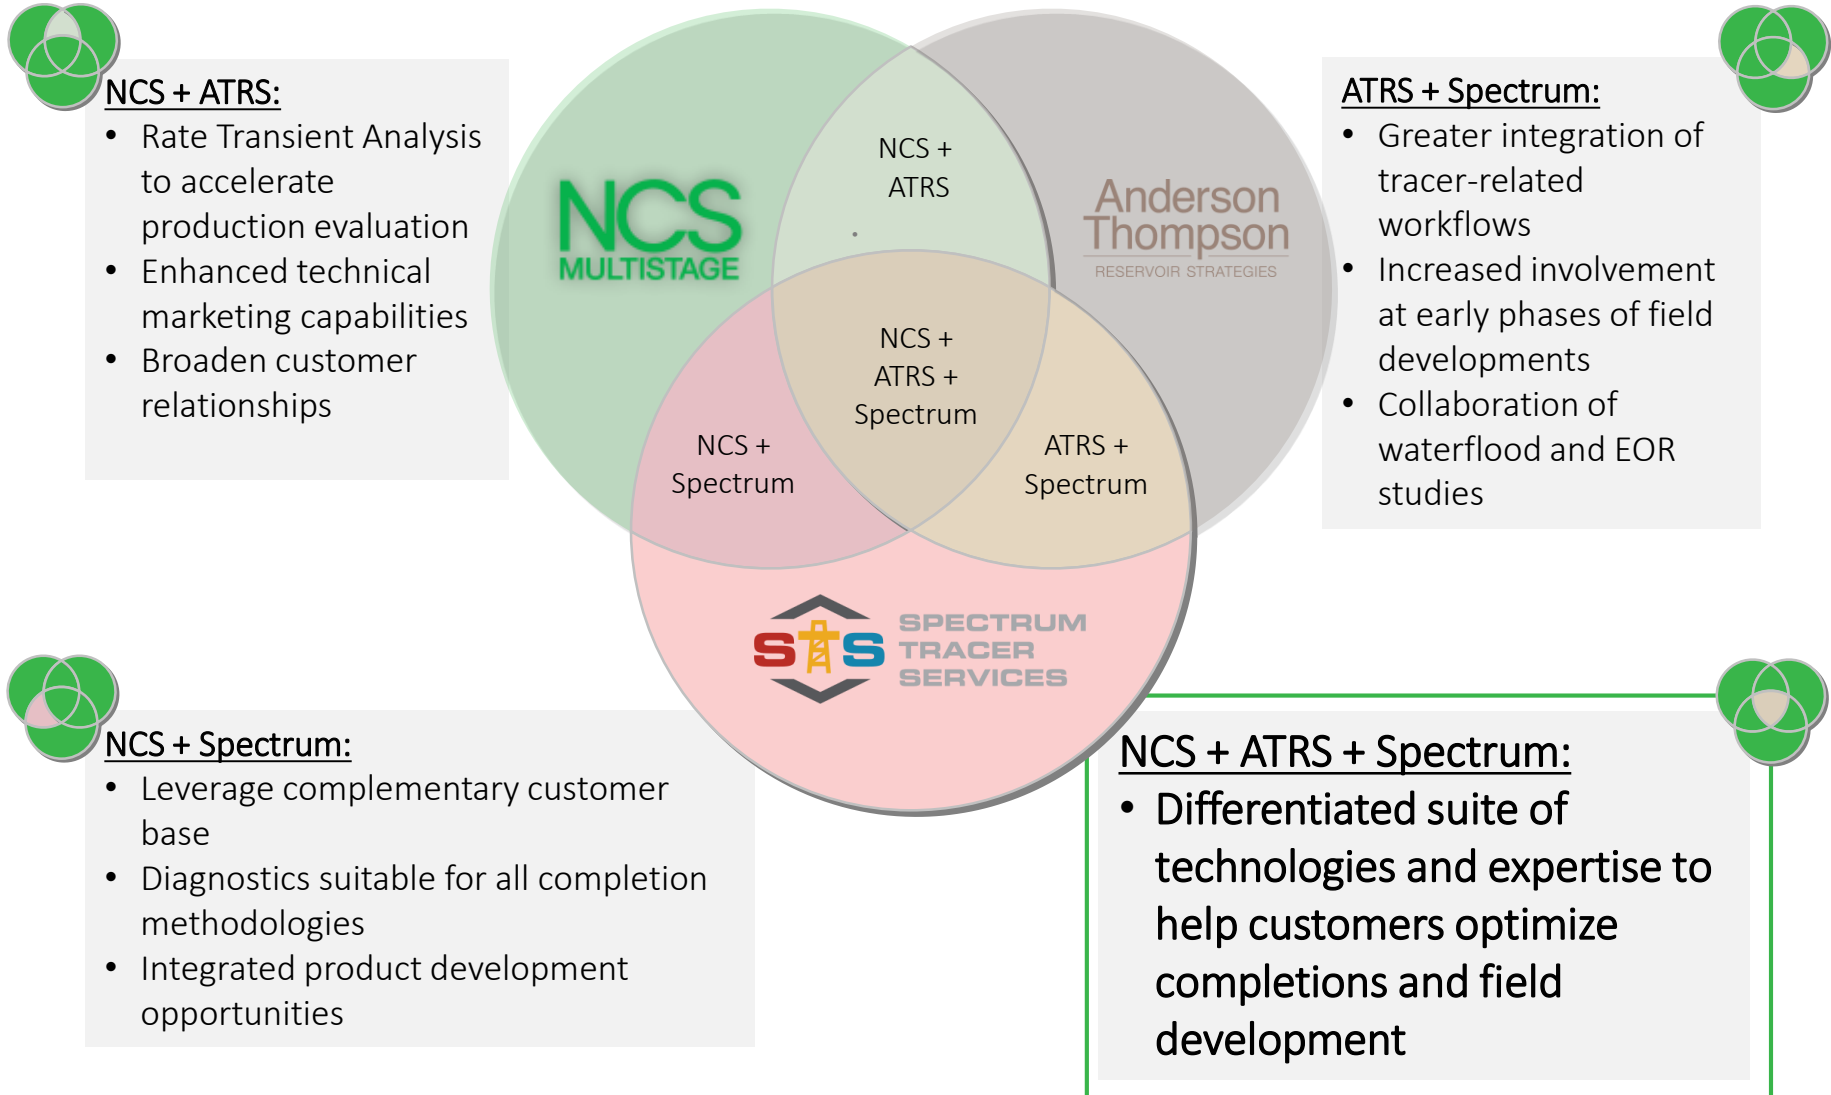 NCS + ATRS:
• Rate Transient Analysis
to accelerate
production evaluation
• Enhanced technical
marketing capabilities
• Broaden customer
relationships
NCS
MULTISTAGE
NCS +
ATRS
Anderson
Thompson
RESERVOIR STRATEGIES
NCS +
ATRS +
Spectrum
NCS +
Spectrum
ATRS +
Spectrum
STS
SPECTRUM
TRACER
SERVICES
ATRS + Spectrum:
• Greater integration of
tracer-related
workflows
• Increased involvement
at early phases of field
developments
• Collaboration of
waterflood and EOR
studies
NCS + Spectrum:
• Leverage complementary customer
base
• Diagnostics suitable for all completion
methodologies
• Integrated product development
opportunities
NCS + ATRS + Spectrum:
• Differentiated suite of
technologies and expertise to
help customers optimize
completions and field
development